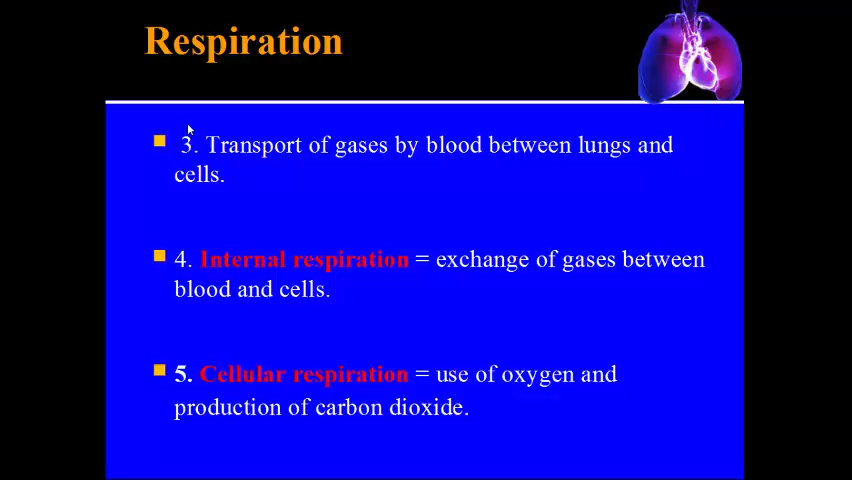 Respiration
3. Transport of gases by blood between lungs and
cells.
4. Internal respiration = exchange of gases between
blood and cells.
5. Cellular respiration = use of oxygen and
production of carbon dioxide.